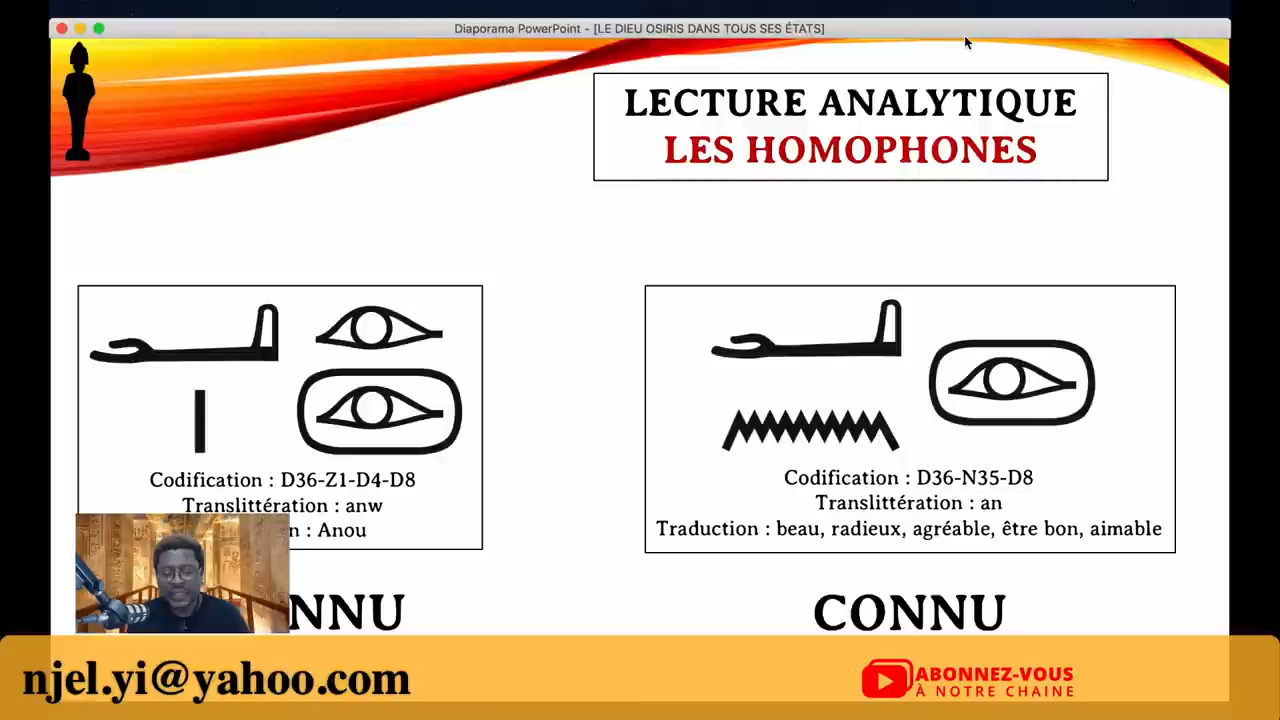 Diaporama PowerPoint - [LE DIEU OSIRIS DANS TOUS SES ÉTATS]
LECTURE ANALYTIQUE
LES HOMOPHONES
Codification : D36-Z1-D4-D8
Translittération : anw
n : Anou
NNU
Codification : D36-N35-D8
Translittération : an
Traduction : beau, radieux, agréable, être bon, aimable
CONNU
njel.yi@yahoo.com
ABONNEZ-VOUS
À NOTRE CHAINE